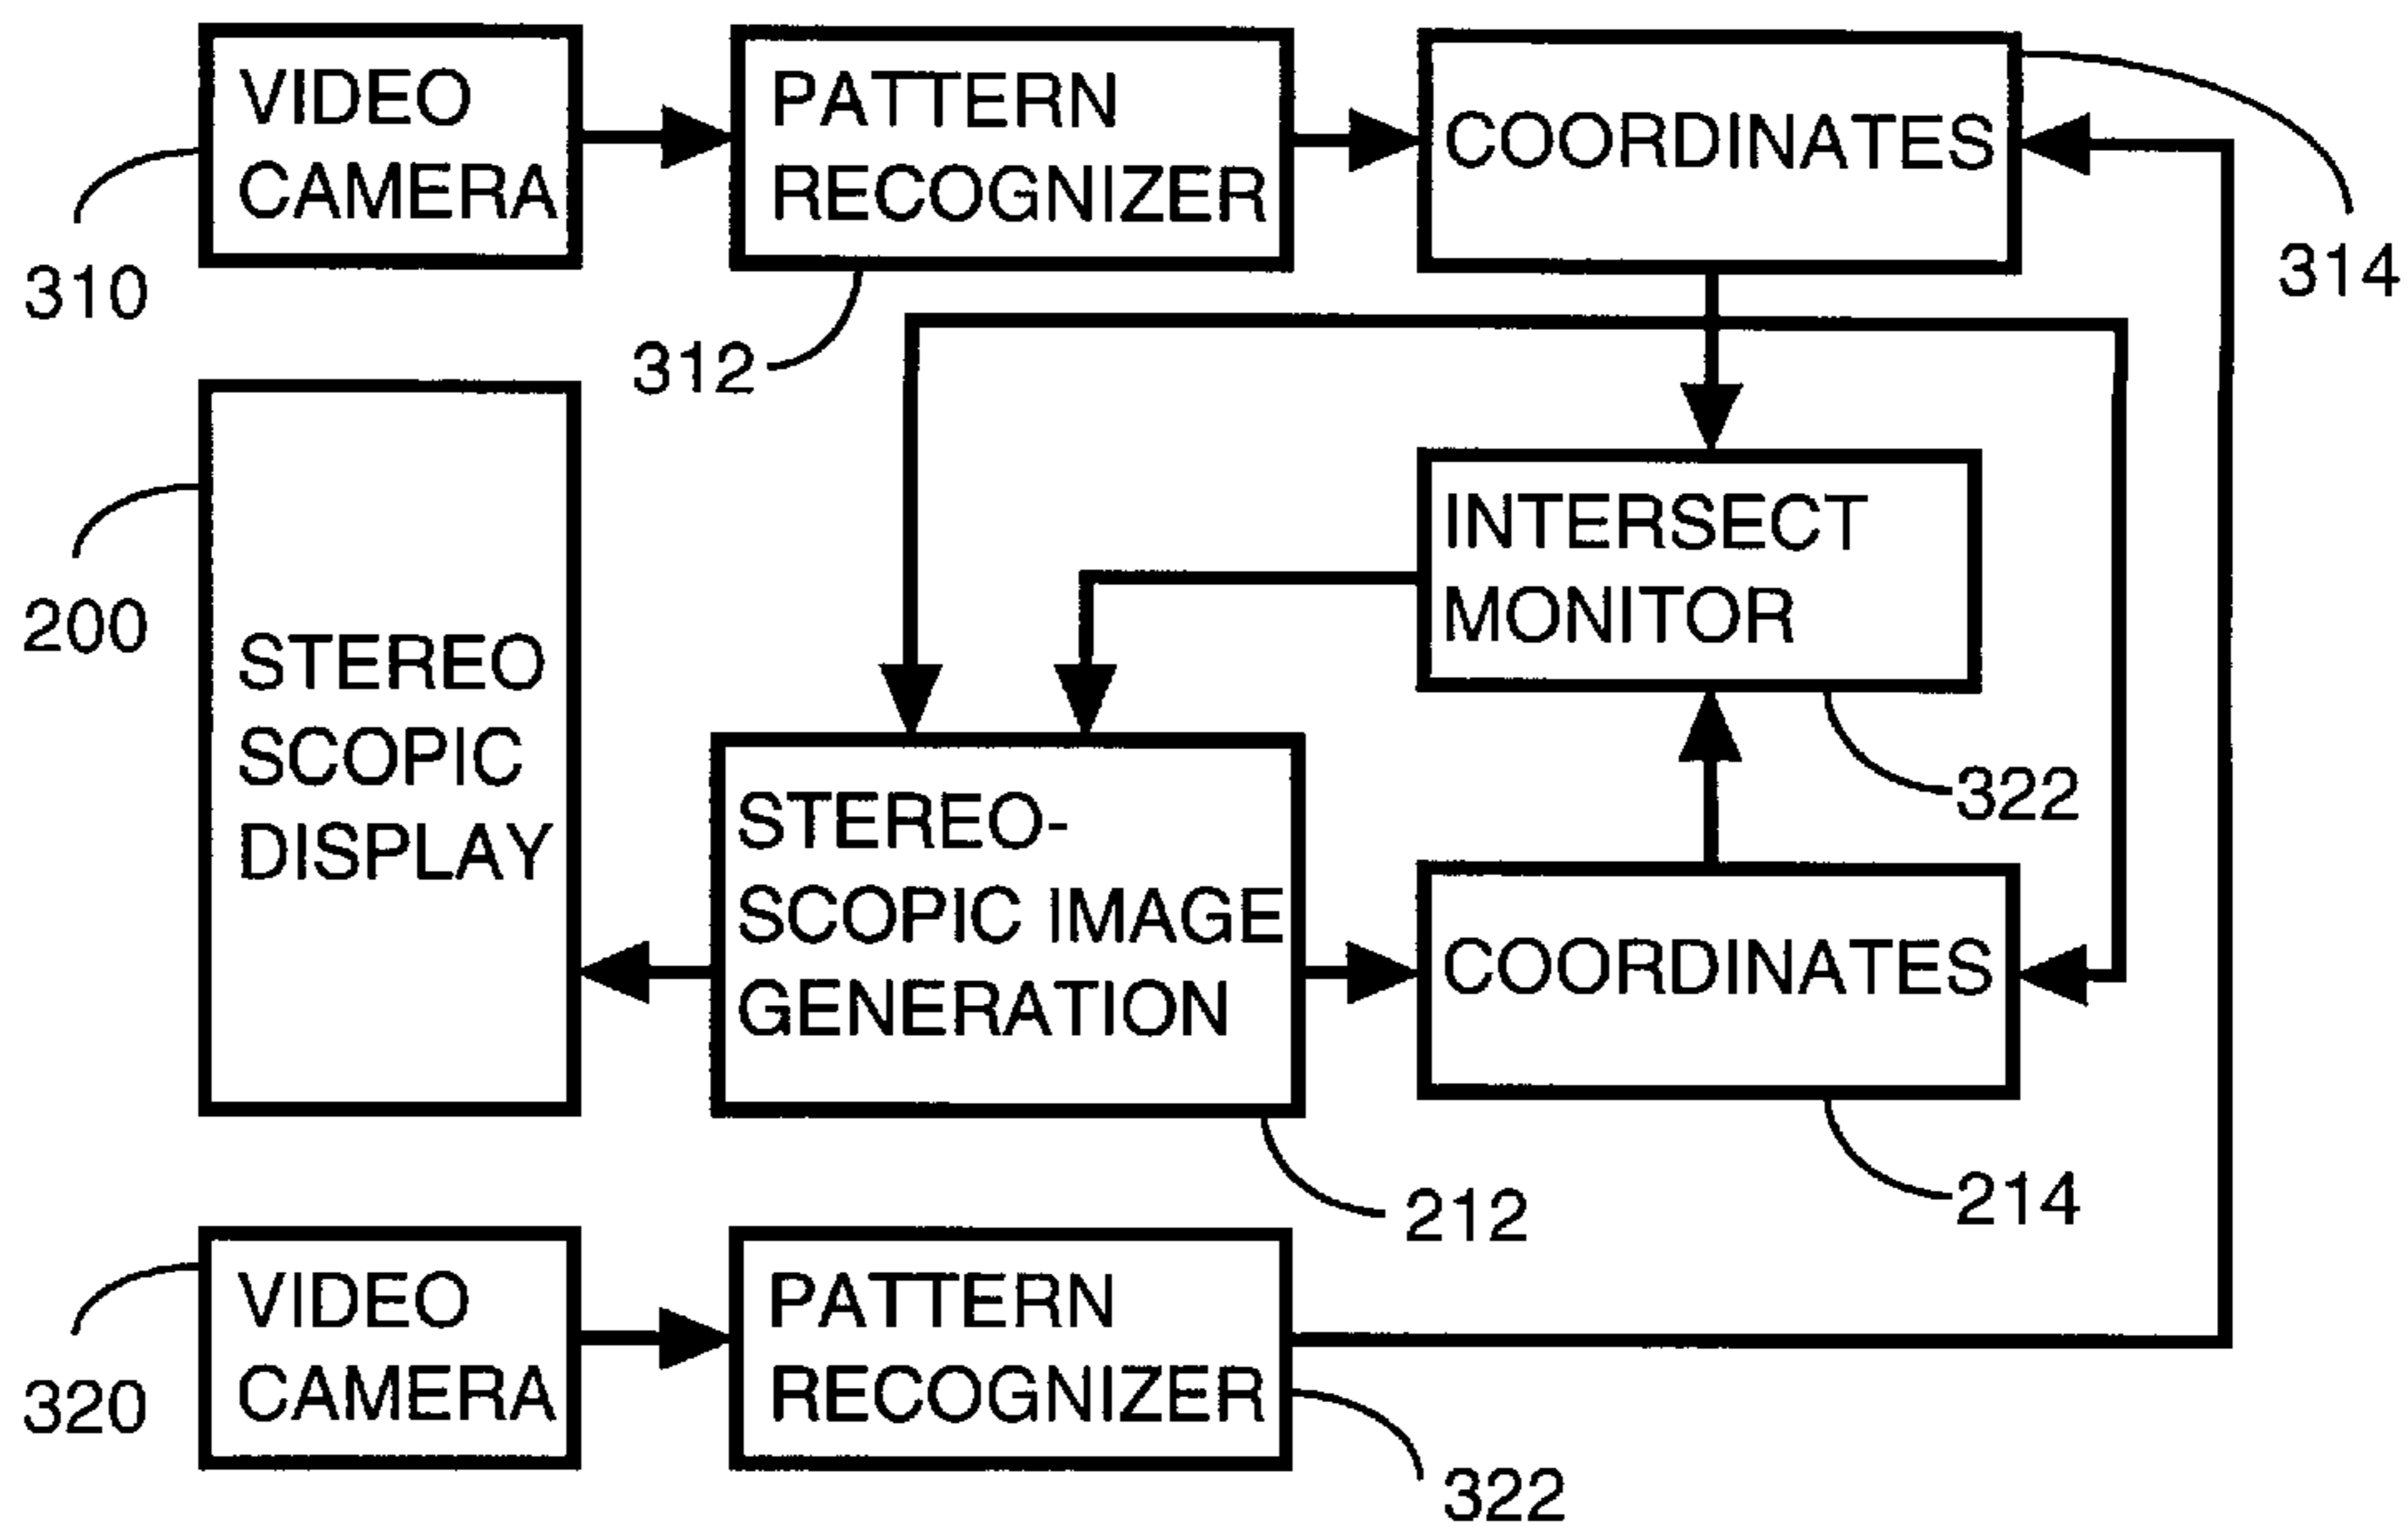 VIDEO
CAMERA
310
PATTERN
RECOGNIZER
312
COORDINATES
314
200
STEREO
SCOPIC
DISPLAY
INTERSECT
MONITOR
322
STEREO-
SCOPIC IMAGE
GENERATION
212
COORDINATES
214
VIDEO
CAMERA
320
PATTERN
RECOGNIZER
322